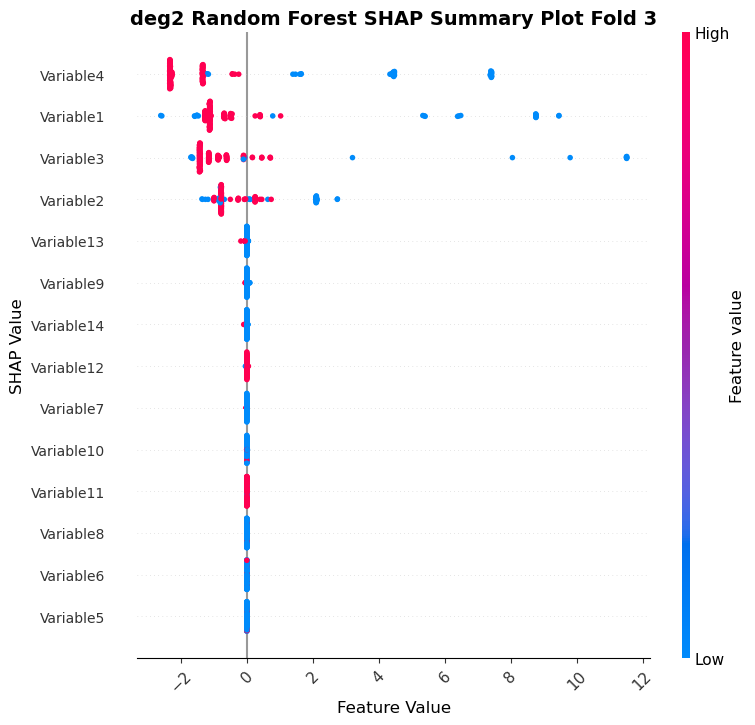 deg2 Random Forest SHAP Summary Plot Fold 3
High
Variable4
Variable1
Variable3
Variable2
Variable13
Variable9
Variable14
Variable12
Variable7
Variable10
Variable11
Variable8
Variable6
Variable5
SHAP Value
Feature value
Low
−2
0
2
4
6
8
10
12
Feature Value